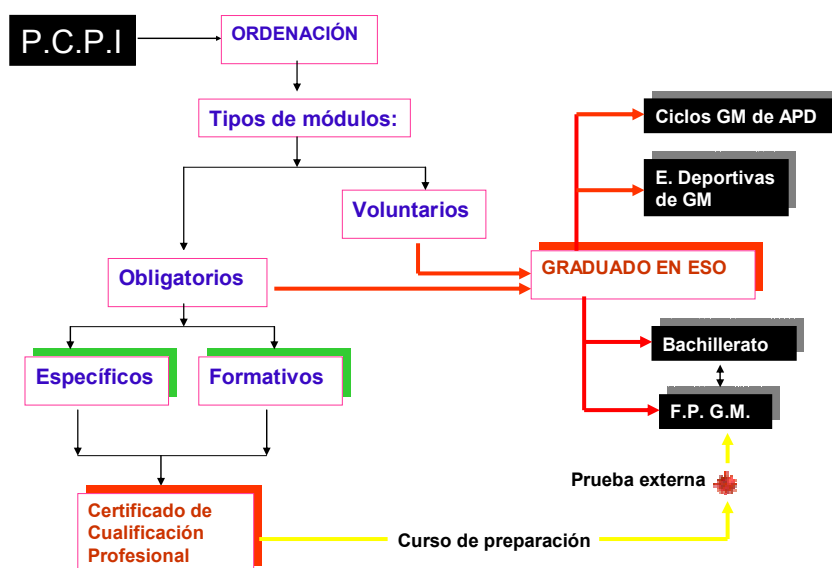 P.C.P.I
ORDENACIÓN
Tipos de módulos:
Ciclos GM de APD
E. Deportivas
de GM
Voluntarios
Obligatorios
GRADUADO EN ESO
Específicos
Formativos
Bachillerato
F.P. G.M.
Prueba externa
Certificado de
Cualificación
Profesional
Curso de preparación